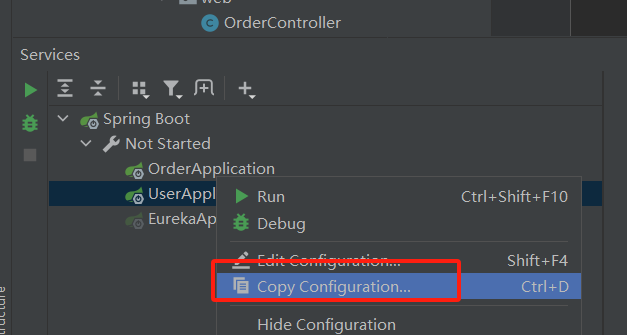 web
OrderController
Services
Spring Boot
Not Started
OrderApplication
UserAppl
Run Ctrl+Shift+F10
EurekaAp
Debug
Edit Configuration... Shift+F4
Copy Configuration... Ctrl+D
Hide Configuration
ructure